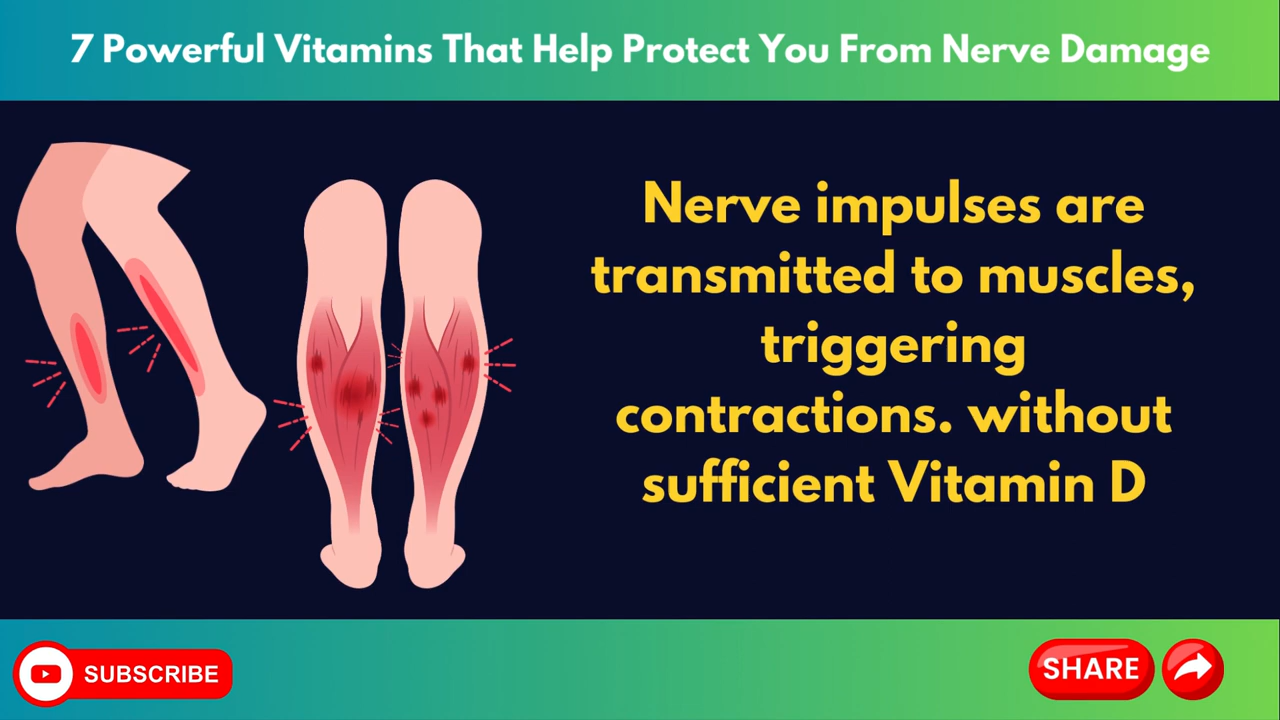 7 Powerful Vitamins That Help Protect You From Nerve Damage
Nerve impulses are
transmitted to muscles,
triggering
contractions. without
sufficient Vitamin D
SUBSCRIBE
SHARE